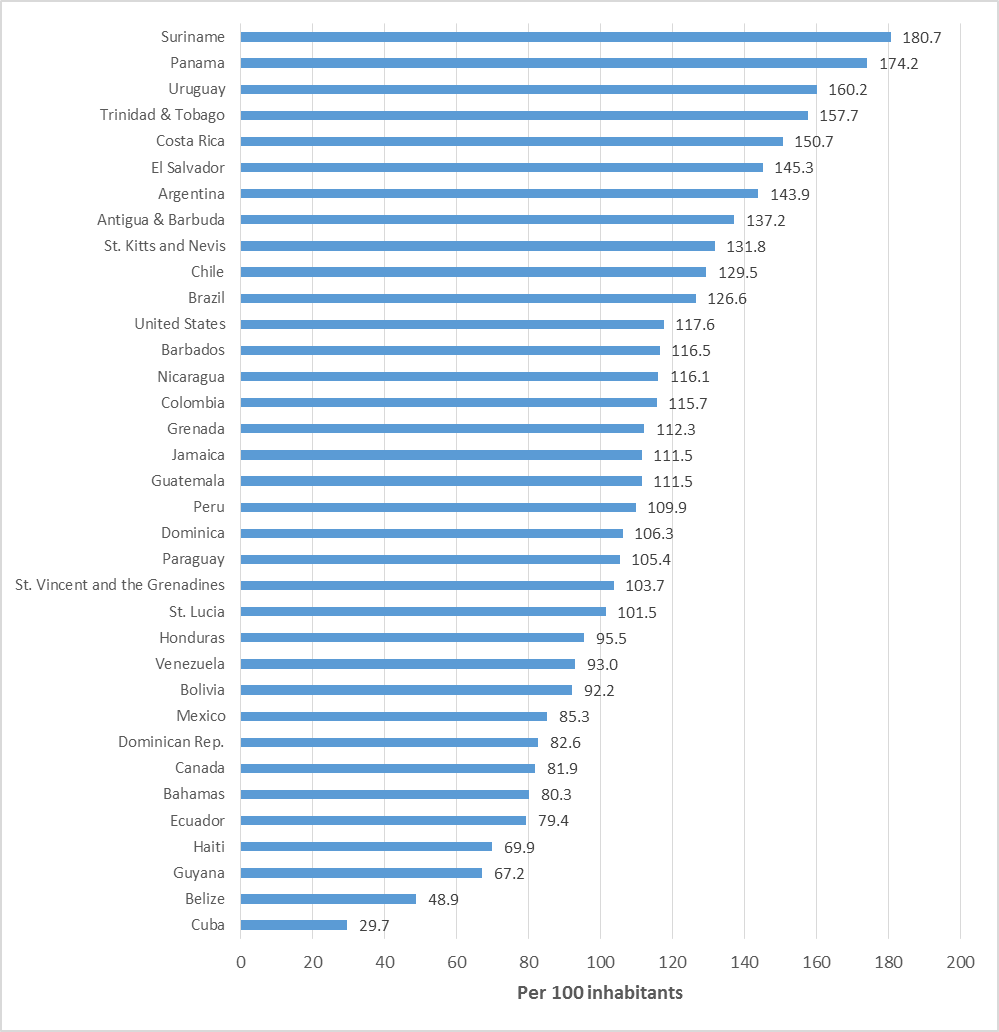 Suriname 180.7
Panama 174.2
Uruguay 160.2
Trinidad & Tobago 157.7
Costa Rica 150.7
El Salvador 145.3
Argentina 143.9
Antigua & Barbuda 137.2
St. Kitts and Nevis 131.8
Chile 129.5
Brazil 126.6
United States 117.6
Barbados 116.5
Nicaragua 116.1
Colombia 115.7
Grenada 112.3
Jamaica 111.5
Guatemala 111.5
Peru 109.9
Dominica 106.3
Paraguay 105.4
St. Vincent and the Grenadines 103.7
St. Lucia 101.5
Honduras 95.5
Venezuela 93.0
Bolivia 92.2
Mexico 85.3
Dominican Rep. 82.6
Canada 81.9
Bahamas 80.3
Ecuador 79.4
Haiti 69.9
Guyana 67.2
Belize 48.9
Cuba 29.7
0 20 40 60 80 100 120 140 160 180 200
Per 100 inhabitants